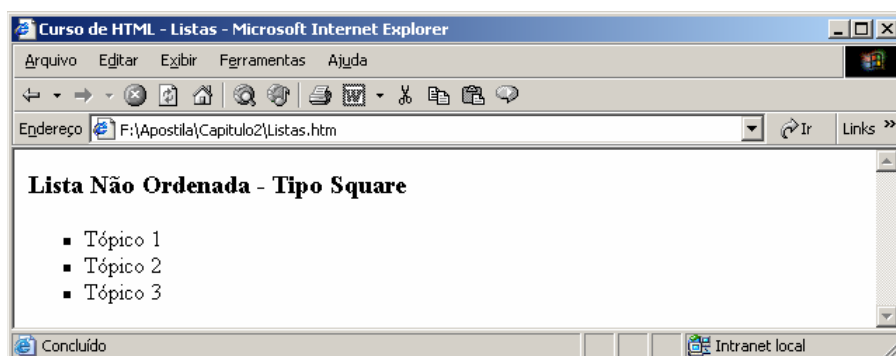 Curso de HTML - Listas - Microsoft Internet Explorer
Arquivo Editar Exibir Ferramentas Ajuda
Endereço F:\Apostila\Capitulo2\Listas.htm Ir Links »
Lista Não Ordenada - Tipo Square
Tópico 1
Tópico 2
Tópico 3
Concluído Intranet local